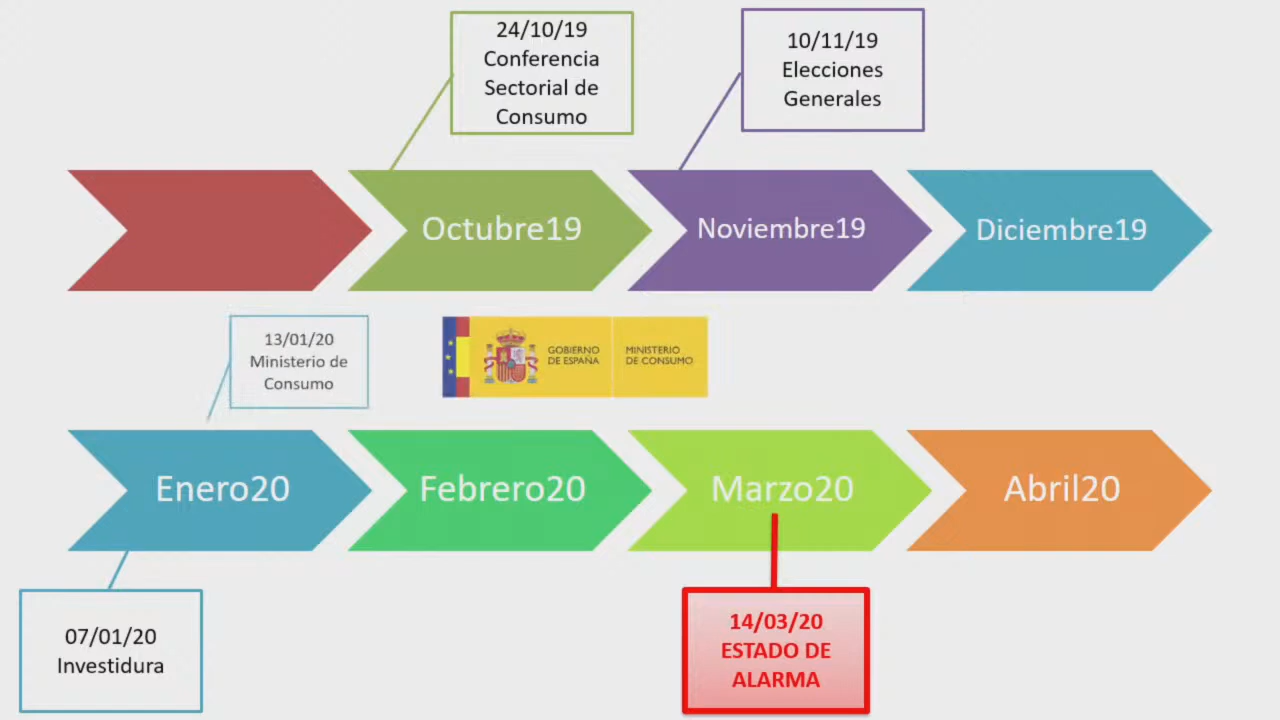 24/10/19
Conferencia
Sectorial de
Consumo
10/11/19
Elecciones
Generales
Octubre19
Noviembre19
Diciembre19
13/01/20
Ministerio de
Consumo
GOBIERNO
DE ESPAÑA
MINISTERIO
DE CONSUMO
Enero20
Febrero20
Marzo20
Abril20
07/01/20
Investidura
14/03/20
ESTADO DE
ALARMA